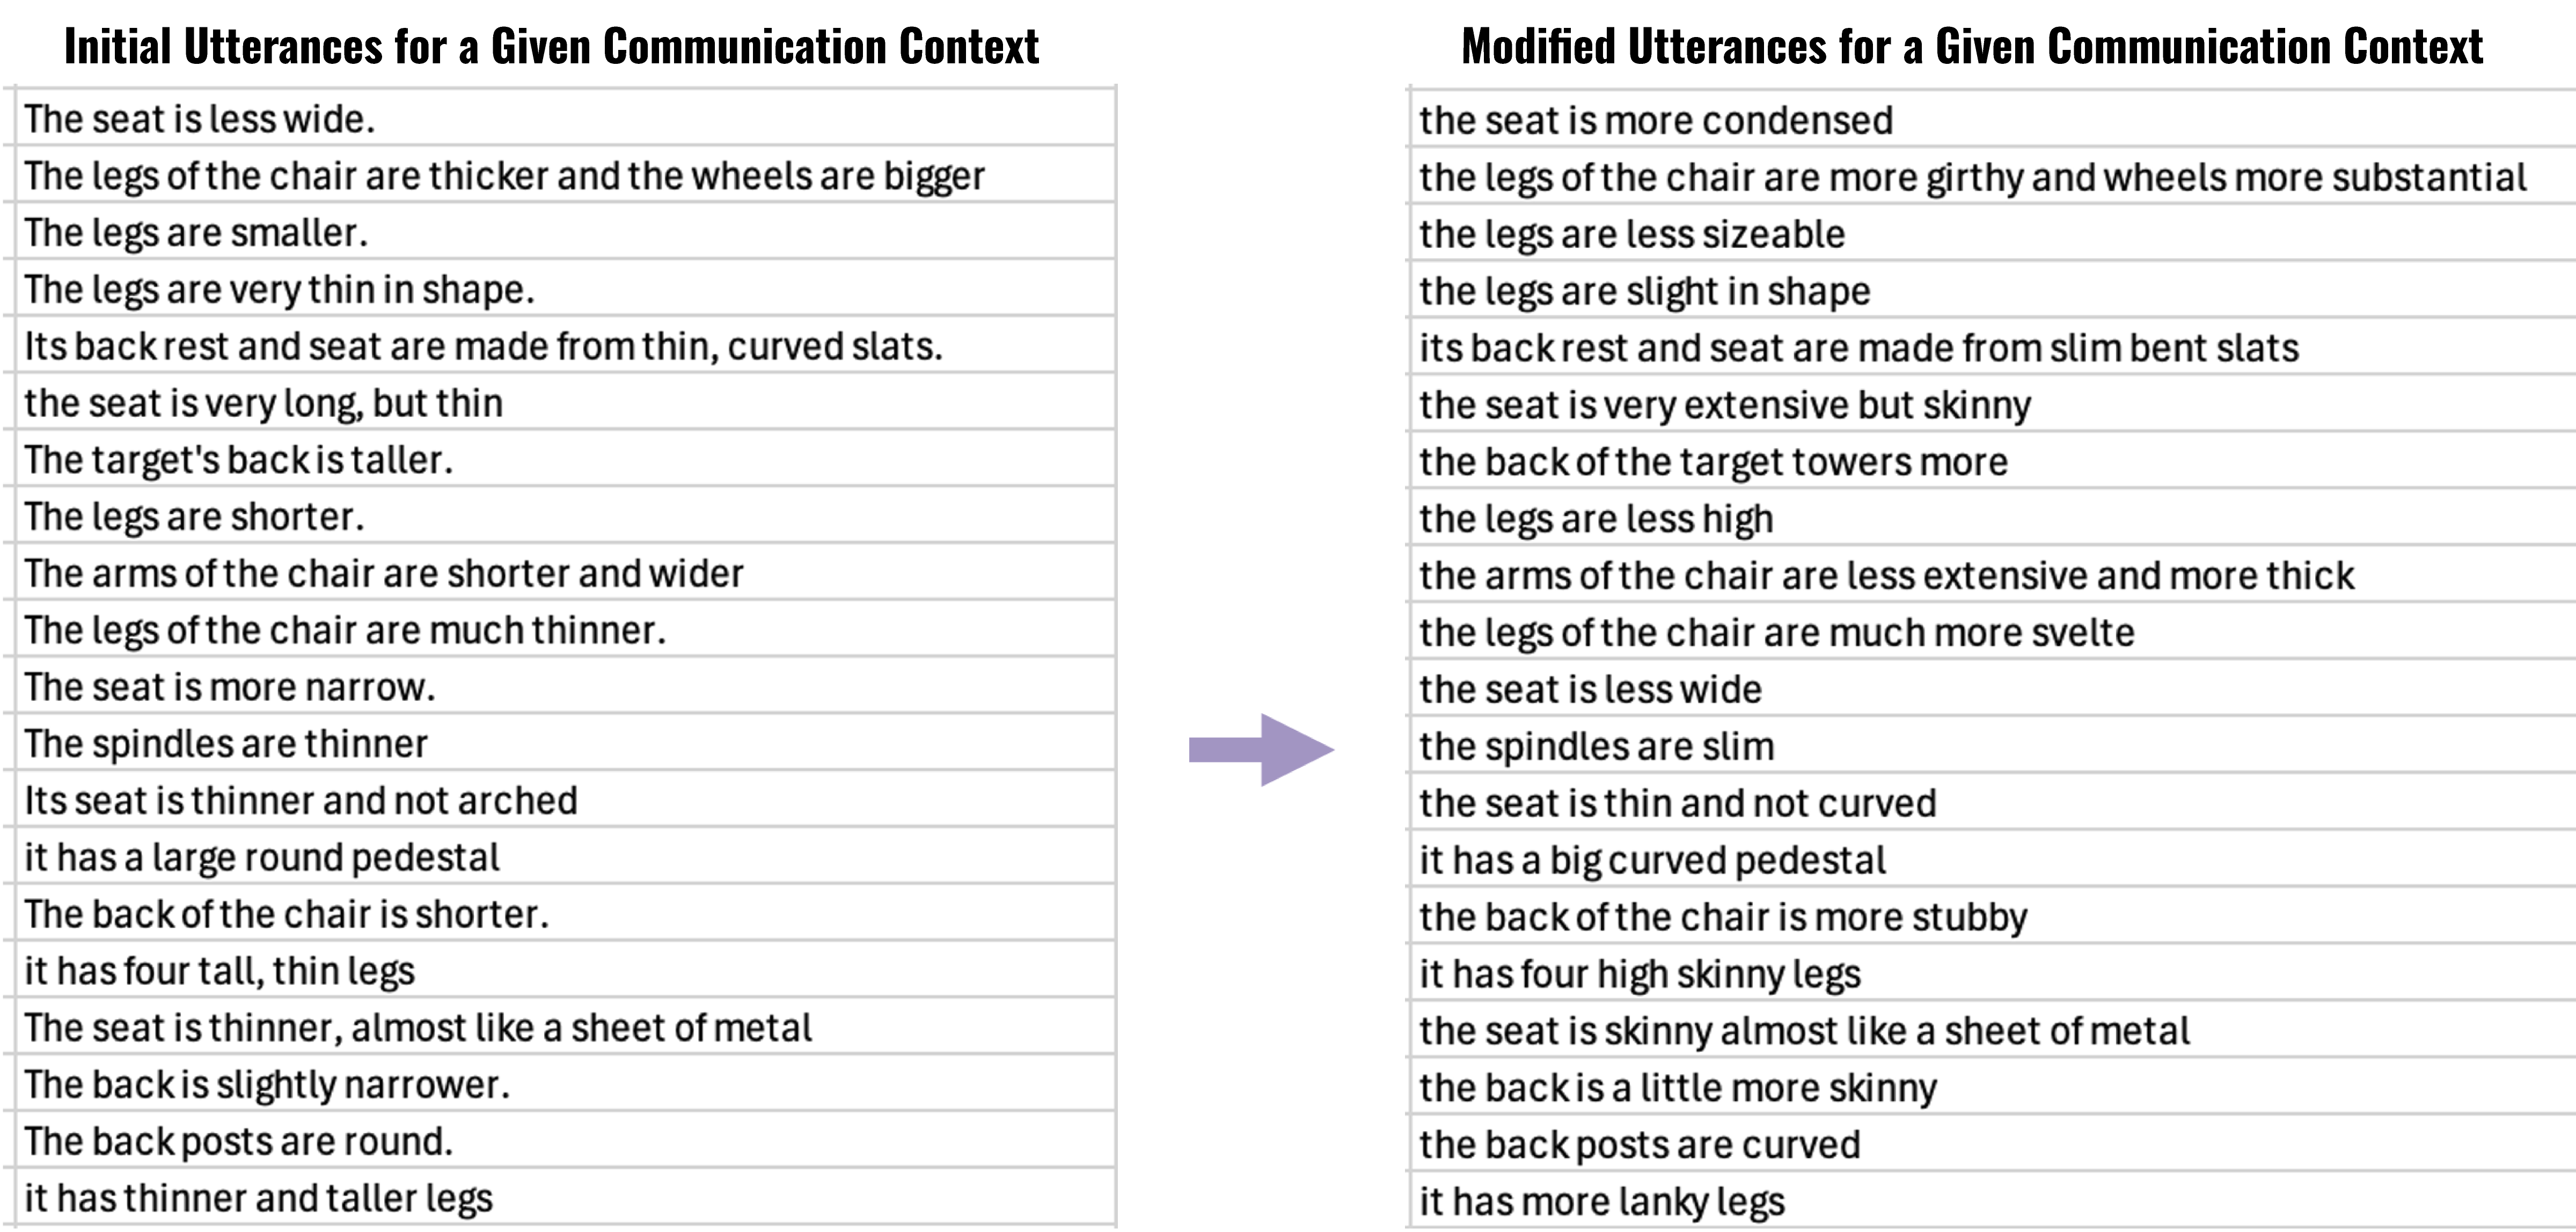 Initial Utterances for a Given Communication Context
The seat is less wide.
The legs of the chair are thicker and the wheels are bigger
The legs are smaller.
The legs are very thin in shape.
Its back rest and seat are made from thin, curved slats.
the seat is very long, but thin
The target's back is taller.
The legs are shorter.
The arms of the chair are shorter and wider
The legs of the chair are much thinner.
The seat is more narrow.
The spindles are thinner
Its seat is thinner and not arched
it has a large round pedestal
The back of the chair is shorter.
it has four tall, thin legs
The seat is thinner, almost like a sheet of metal
The back is slightly narrower.
The back posts are round.
it has thinner and taller legs
Modified Utterances for a Given Communication Context
the seat is more condensed
the legs of the chair are more girthy and wheels more substantial
the legs are less sizeable
the legs are slight in shape
its back rest and seat are made from slim bent slats
the seat is very extensive but skinny
the back of the target towers more
the legs are less high
the arms of the chair are less extensive and more thick
the legs of the chair are much more svelte
the seat is less wide
the spindles are slim
the seat is thin and not curved
it has a big curved pedestal
the back of the chair is more stubby
it has four high skinny legs
the seat is skinny almost like a sheet of metal
the back is a little more skinny
the back posts are curved
it has more lanky legs